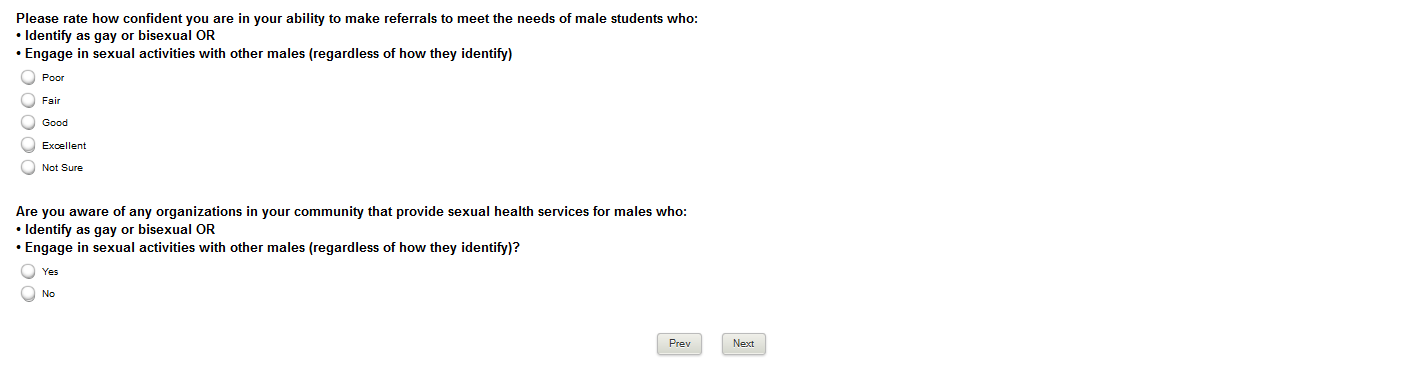 Please rate how confident you are in your ability to make referrals to meet the needs of male students who:
• Identify as gay or bisexual OR
• Engage in sexual activities with other males (regardless of how they identify)
Poor
Fair
Good
Excellent
Not Sure
Are you aware of any organizations in your community that provide sexual health services for males who:
• Identify as gay or bisexual OR
• Engage in sexual activities with other males (regardless of how they identify)?
Yes
No
Prev Next